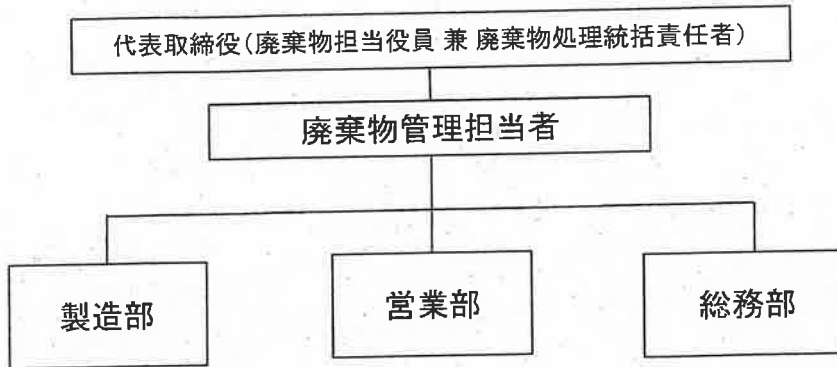 代表取締役(廃棄物担当役員 兼 廃棄物処理統括責任者)
廃棄物管理担当者
製造部
営業部
総務部